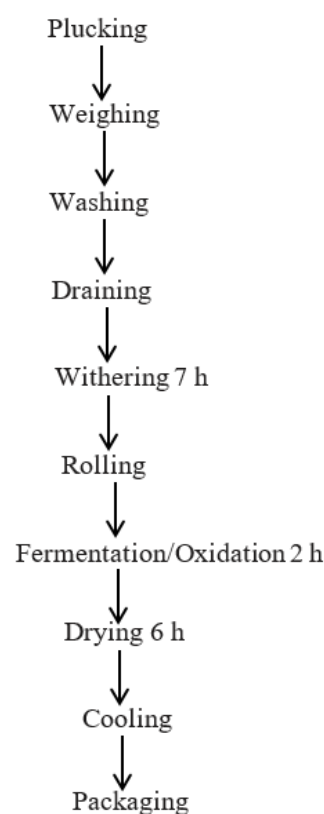 Plucking
Weighing
Washing
Draining
Withering 7 h
Rolling
Fermentation/Oxidation 2 h
Drying 6 h
Cooling
Packaging